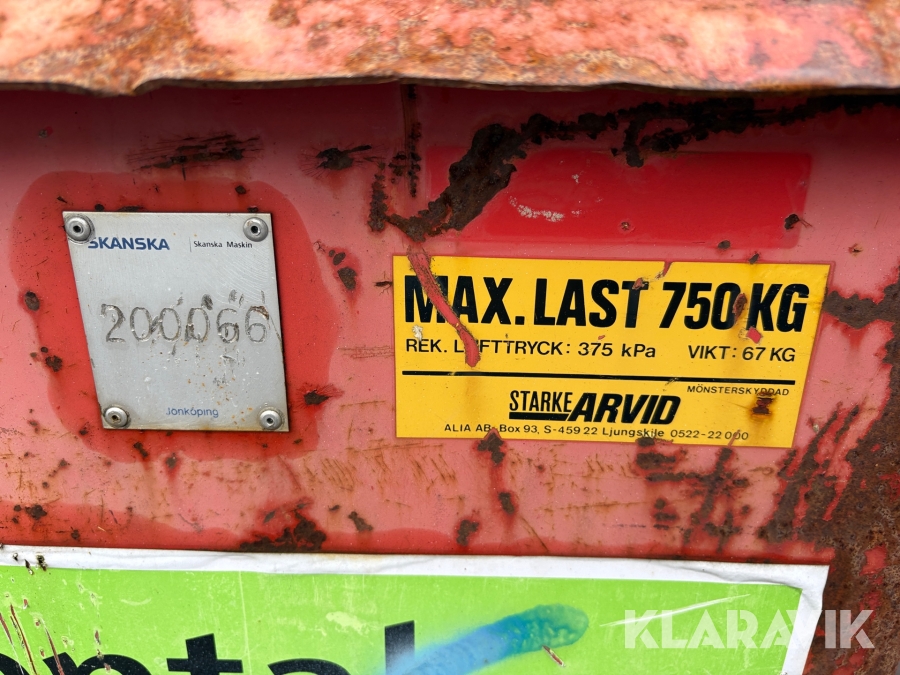 SKANSKA Skanska Maskin
200066
Jönköping
MAX. LAST 750 KG
REK. LUFTTRYCK: 375 kPa VIKT: 67 KG
MÖNSTERSKYDDAD
STARKE ARVID
ALIA AB, Box 93, S-459 22 Ljungskile 0522-22 000
KLARAVIK